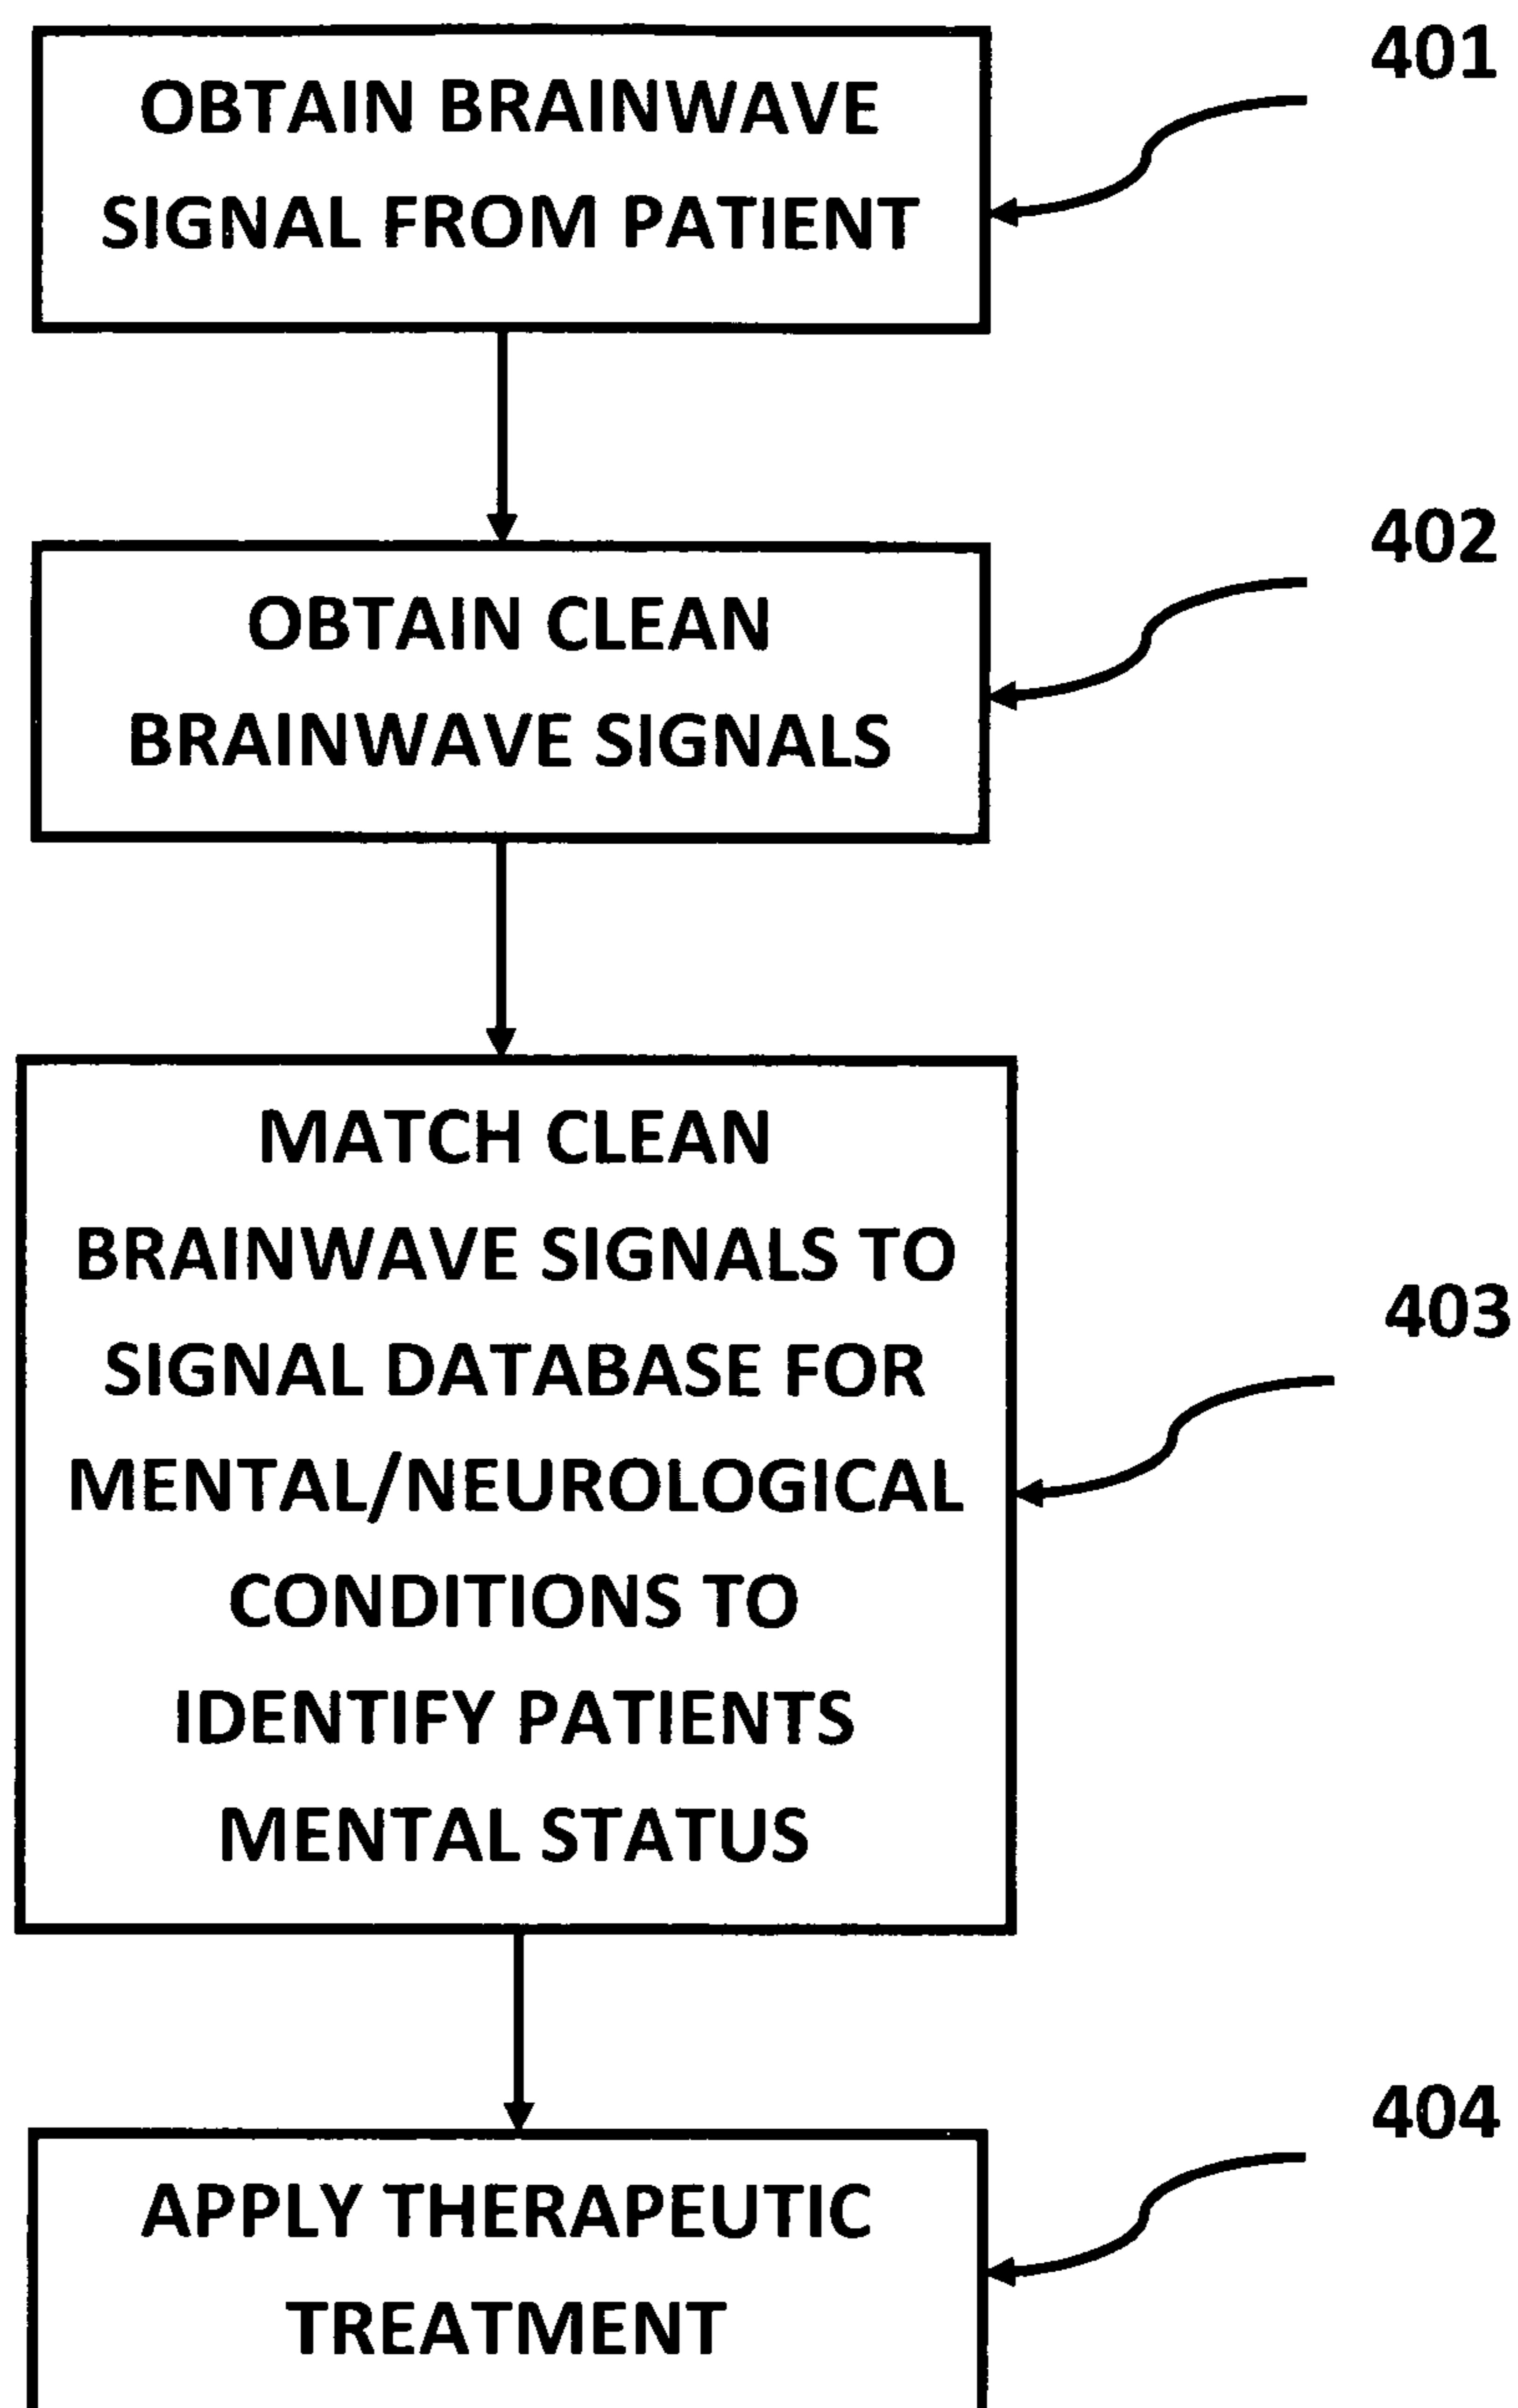 401
OBTAIN BRAINWAVE
SIGNAL FROM PATIENT
402
OBTAIN CLEAN
BRAINWAVE SIGNALS
MATCH CLEAN
BRAINWAVE SIGNALS TO
403
SIGNAL DATABASE FOR
MENTAL/NEUROLOGICAL
CONDITIONS TO
IDENTIFY PATIENTS
MENTAL STATUS
404
APPLY THERAPEUTIC
TREATMENT